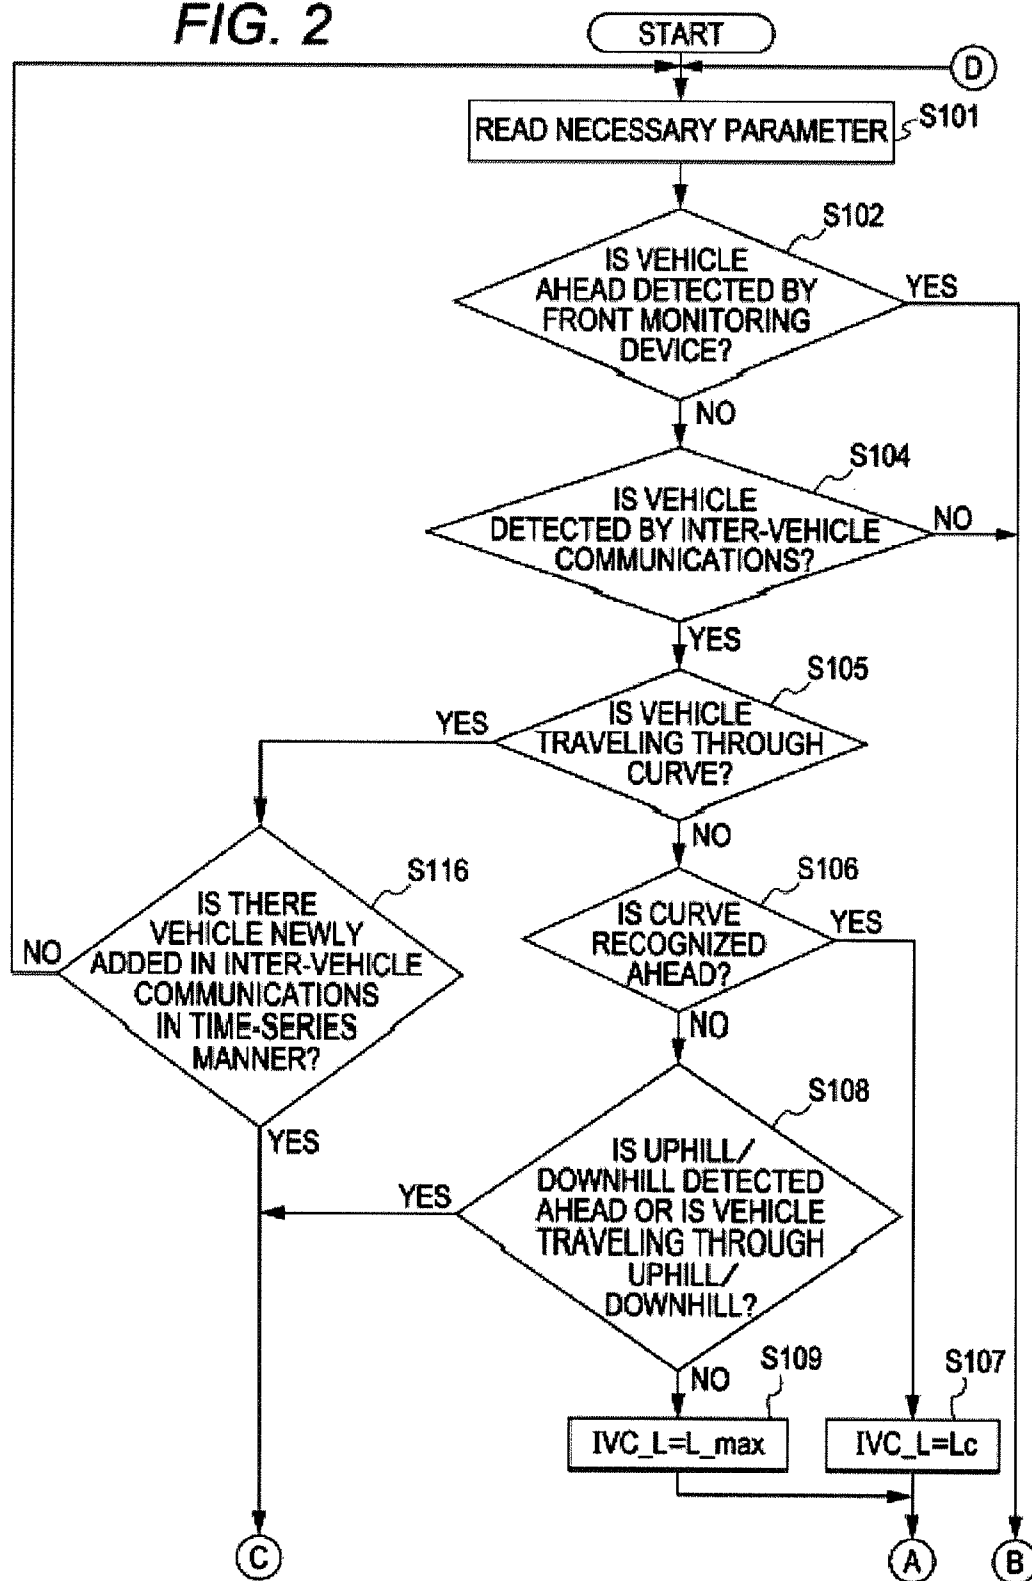 FIG. 2
START
D
READ NECESSARY PARAMETER
S101
S102
IS VEHICLE
AHEAD DETECTED BY
FRONT MONITORING
DEVICE?
YES
NO
S104
IS VEHICLE
DETECTED BY INTER-VEHICLE
COMMUNICATIONS?
NO
YES
S105
IS VEHICLE
TRAVELING THROUGH
CURVE?
YES
NO
S116
IS THERE
VEHICLE NEWLY
ADDED IN INTER-VEHICLE
COMMUNICATIONS
IN TIME-SERIES
MANNER?
NO
YES
S106
IS CURVE
RECOGNIZED
AHEAD?
YES
NO
S108
IS UPHILL/
DOWNHILL DETECTED
AHEAD OR IS VEHICLE
TRAVELING THROUGH
UPHILL/
DOWNHILL?
YES
NO
S109
IVC_L=L_max
S107
IVC_L=Lc
C
A
B